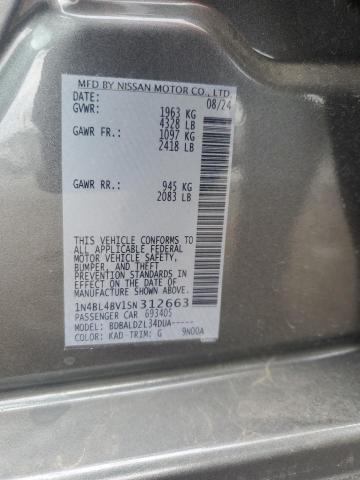 MFD BY NISSAN MOTOR CO., LTD
DATE: 08/24
GVWR: 1963 KG
4328 LB
GAWR FR.: 1097 KG
2418 LB
GAWR RR.: 945 KG
2083 LB
THIS VEHICLE CONFORMS
TO ALL APPLICABLE FEDERAL
MOTOR VEHICLE SAFETY,
BUMPER, AND THEFT
PREVENTION STANDARDS
IN EFFECT ON THE DATE OF
MANUFACTURE SHOWN ABOVE.
1N4BL4BV1SN312663
PASSENGER CAR 693405
MODEL: BDBALDZL34DUA-----
COLOR: KAD TRIM: G 9N00A